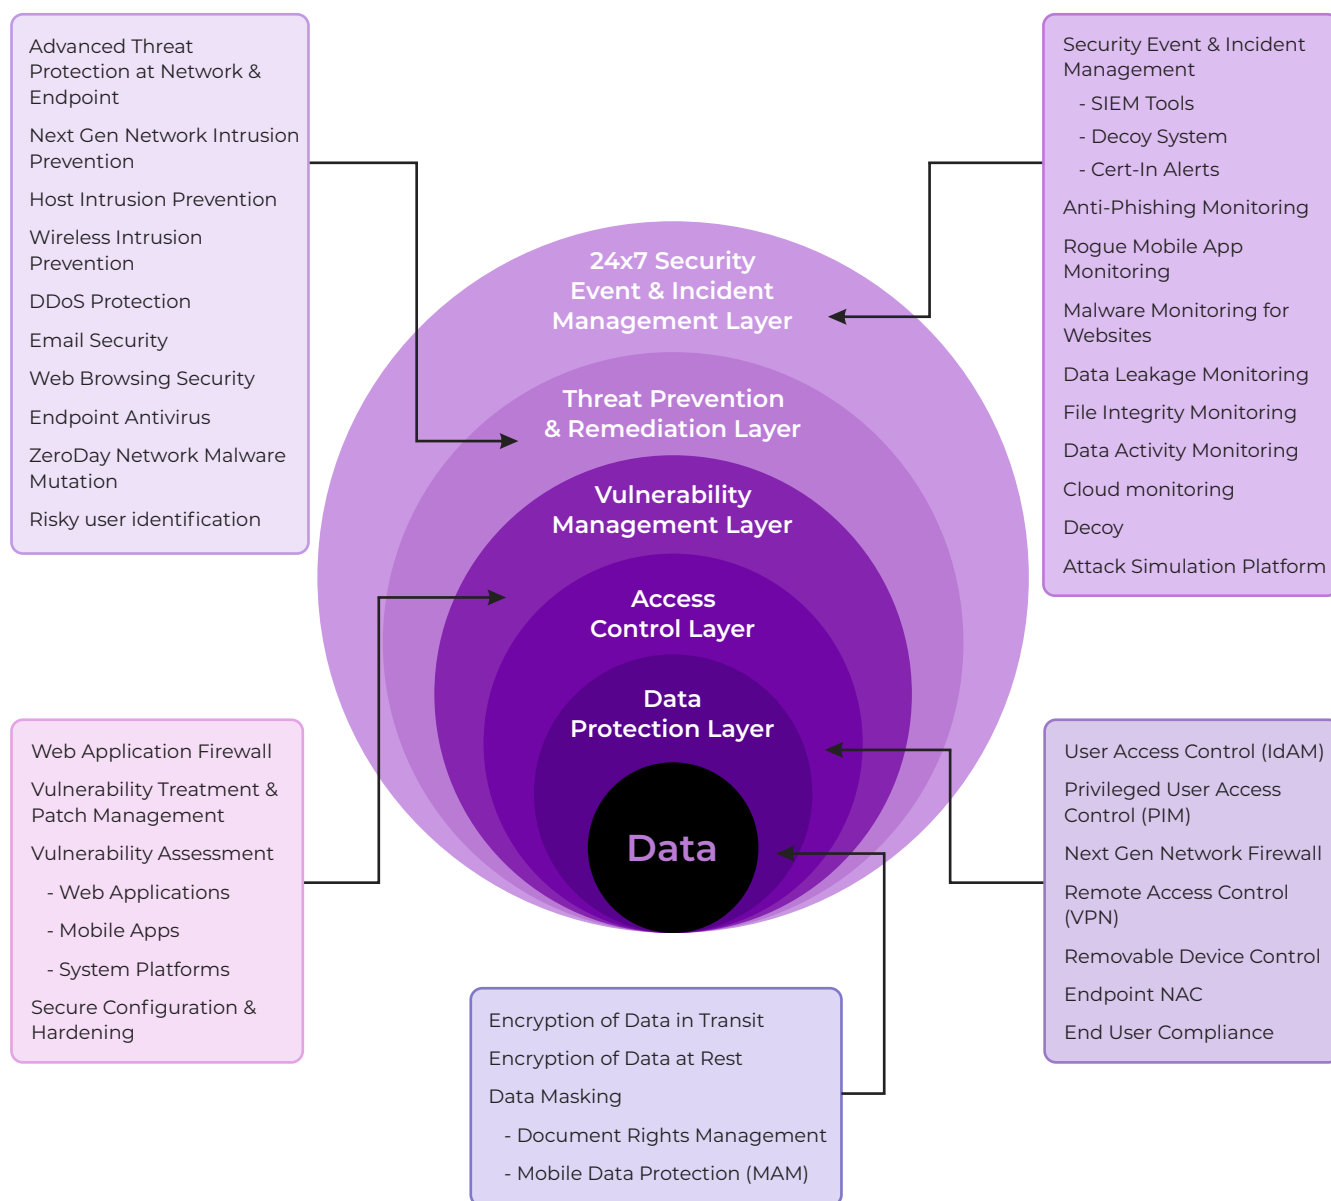 Advanced Threat
Protection at Network &
Endpoint
Next Gen Network Intrusion
Prevention
Host Intrusion Prevention
Wireless Intrusion
Prevention
DDoS Protection
Email Security
Web Browsing Security
Endpoint Antivirus
ZeroDay Network Malware
Mutation
Risky user identification
Security Event & Incident
Management
- SIEM Tools
- Decoy System
- Cert-In Alerts
Anti-Phishing Monitoring
Rogue Mobile App
Monitoring
Malware Monitoring for
Websites
Data Leakage Monitoring
File Integrity Monitoring
Data Activity Monitoring
Cloud monitoring
Decoy
Attack Simulation Platform
24x7 Security
Event & Incident
Management Layer
Threat Prevention
& Remediation Layer
Vulnerability
Management Layer
Access
Control Layer
Data
Protection Layer
Data
Web Application Firewall
Vulnerability Treatment &
Patch Management
Vulnerability Assessment
- Web Applications
- Mobile Apps
- System Platforms
Secure Configuration &
Hardening
User Access Control (IdAM)
Privileged User Access
Control (PIM)
Next Gen Network Firewall
Remote Access Control
(VPN)
Removable Device Control
Endpoint NAC
End User Compliance
Encryption of Data in Transit
Encryption of Data at Rest
Data Masking
- Document Rights Management
- Mobile Data Protection (MAM)